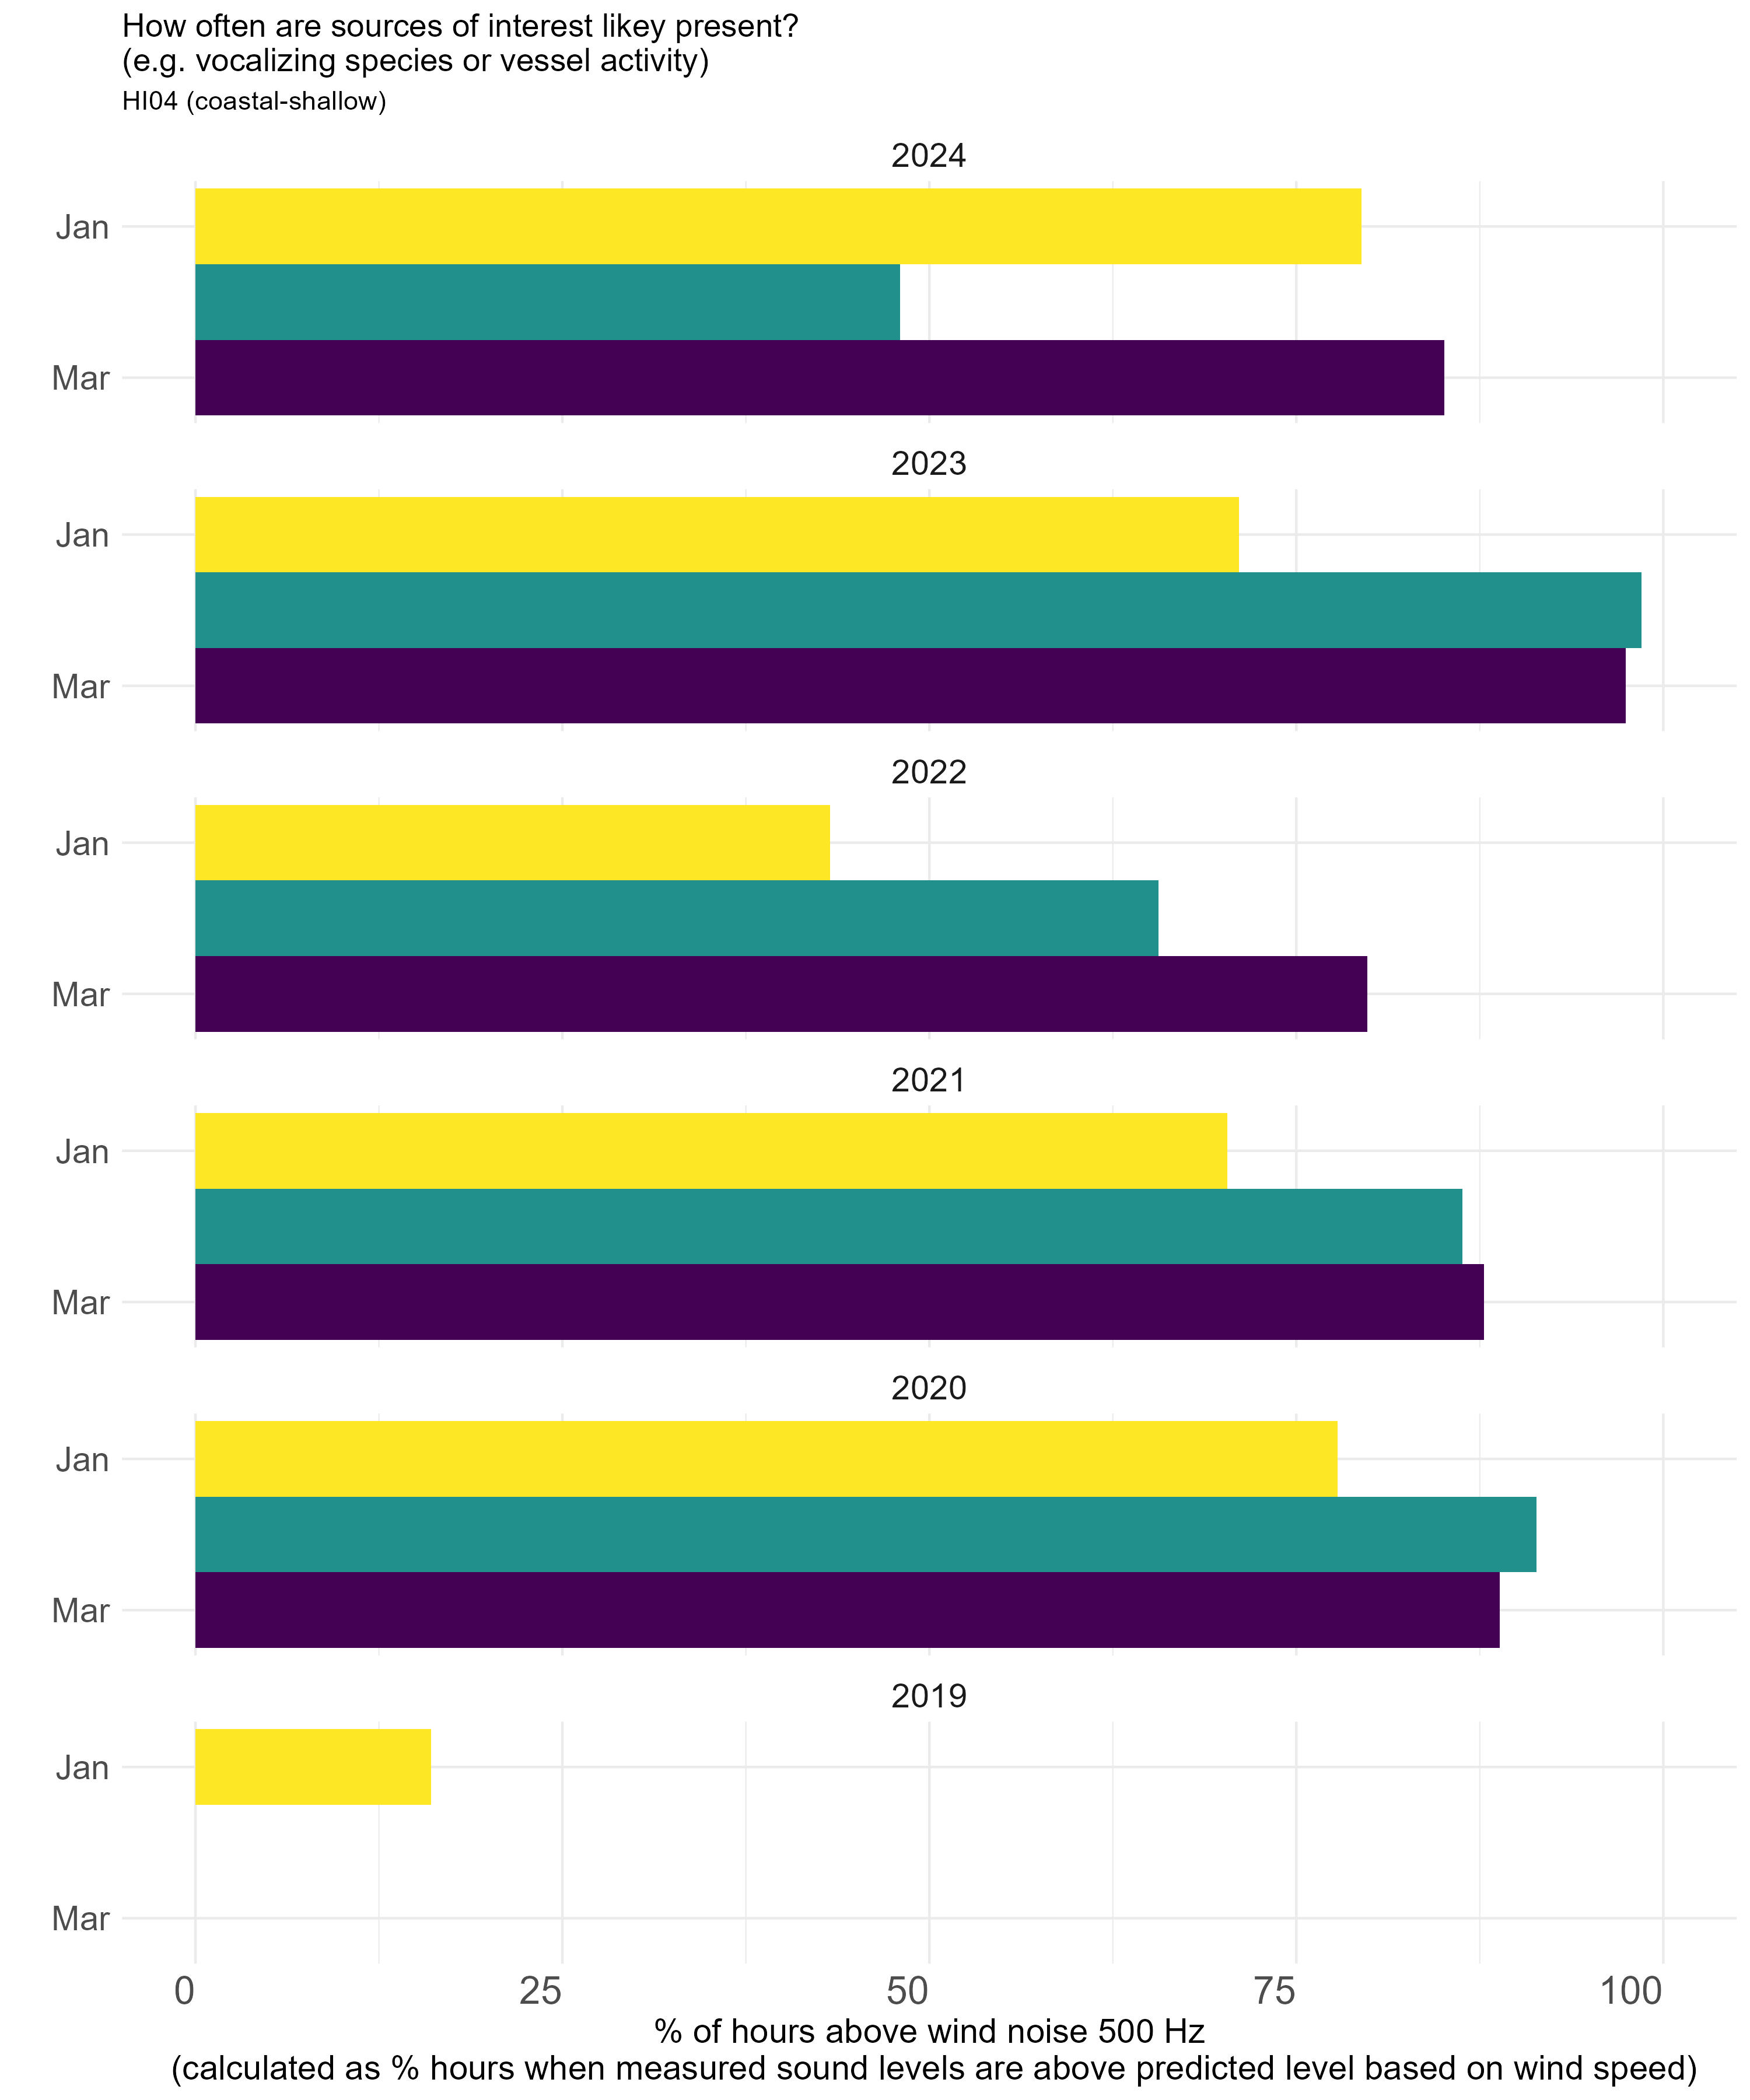 How often are sources of interest likey present?
(e.g. vocalizing species or vessel activity)
HI04 (coastal-shallow)
2024
Jan
Mar
2023
Jan
Mar
2022
Jan
Mar
2021
Jan
Mar
2020
Jan
Mar
2019
Jan
Mar
0 25 50 75 100
% of hours above wind noise 500 Hz
(calculated as % hours when measured sound levels are above predicted level based on wind speed)